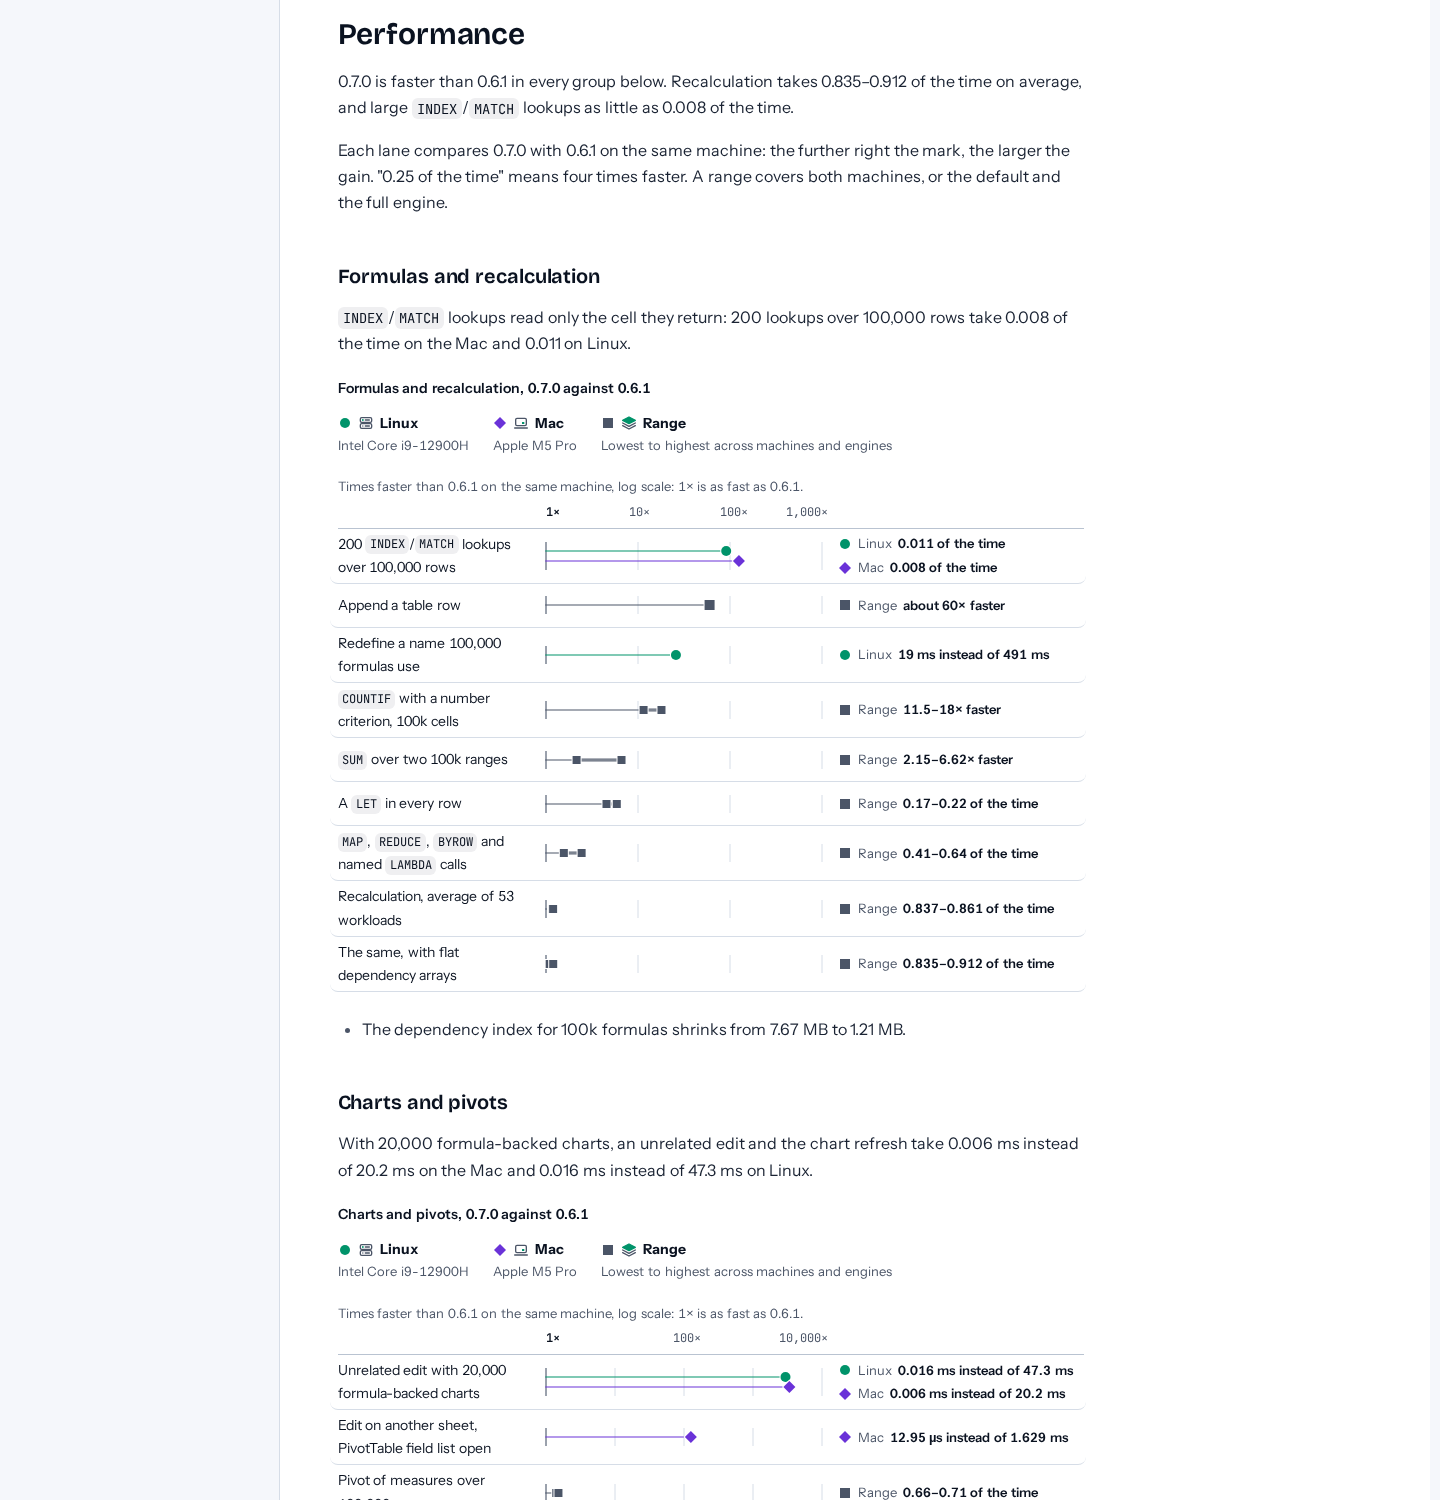 Performance
0.7.0 is faster than 0.6.1 in every group below. Recalculation takes 0.835–0.912 of the time on average,
and large INDEX/MATCH lookups as little as 0.008 of the time.
Each lane compares 0.7.0 with 0.6.1 on the same machine: the further right the mark, the larger the
gain. "0.25 of the time" means four times faster. A range covers both machines, or the default and
the full engine.
Formulas and recalculation
INDEX/MATCH lookups read only the cell they return: 200 lookups over 100,000 rows take 0.008 of
the time on the Mac and 0.011 on Linux.
Formulas and recalculation, 0.7.0 against 0.6.1
Linux Mac Range
Intel Core i9-12900H Apple M5 Pro Lowest to highest across machines and engines
Times faster than 0.6.1 on the same machine, log scale: 1× is as fast as 0.6.1.
1× 10× 100× 1,000×
200 INDEX/MATCH lookups
over 100,000 rows
Linux 0.011 of the time
Mac 0.008 of the time
Append a table row
Range about 60× faster
Redefine a name 100,000
formulas use
Linux 19 ms instead of 491 ms
COUNTIF with a number
criterion, 100k cells
Range 11.5–18× faster
SUM over two 100k ranges
Range 2.15–6.62× faster
A LET in every row
Range 0.17–0.22 of the time
MAP, REDUCE, BYROW and
named LAMBDA calls
Range 0.41–0.64 of the time
Recalculation, average of 53
workloads
Range 0.837–0.861 of the time
The same, with flat
dependency arrays
Range 0.835–0.912 of the time
• The dependency index for 100k formulas shrinks from 7.67 MB to 1.21 MB.
Charts and pivots
With 20,000 formula-backed charts, an unrelated edit and the chart refresh take 0.006 ms instead
of 20.2 ms on the Mac and 0.016 ms instead of 47.3 ms on Linux.
Charts and pivots, 0.7.0 against 0.6.1
Linux Mac Range
Intel Core i9-12900H Apple M5 Pro Lowest to highest across machines and engines
Times faster than 0.6.1 on the same machine, log scale: 1× is as fast as 0.6.1.
1× 100× 10,000×
Unrelated edit with 20,000
formula-backed charts
Linux 0.016 ms instead of 47.3 ms
Mac 0.006 ms instead of 20.2 ms
Edit on another sheet,
PivotTable field list open
Mac 12.95 µs instead of 1.629 ms
Pivot of measures over
Range 0.66–0.71 of the time